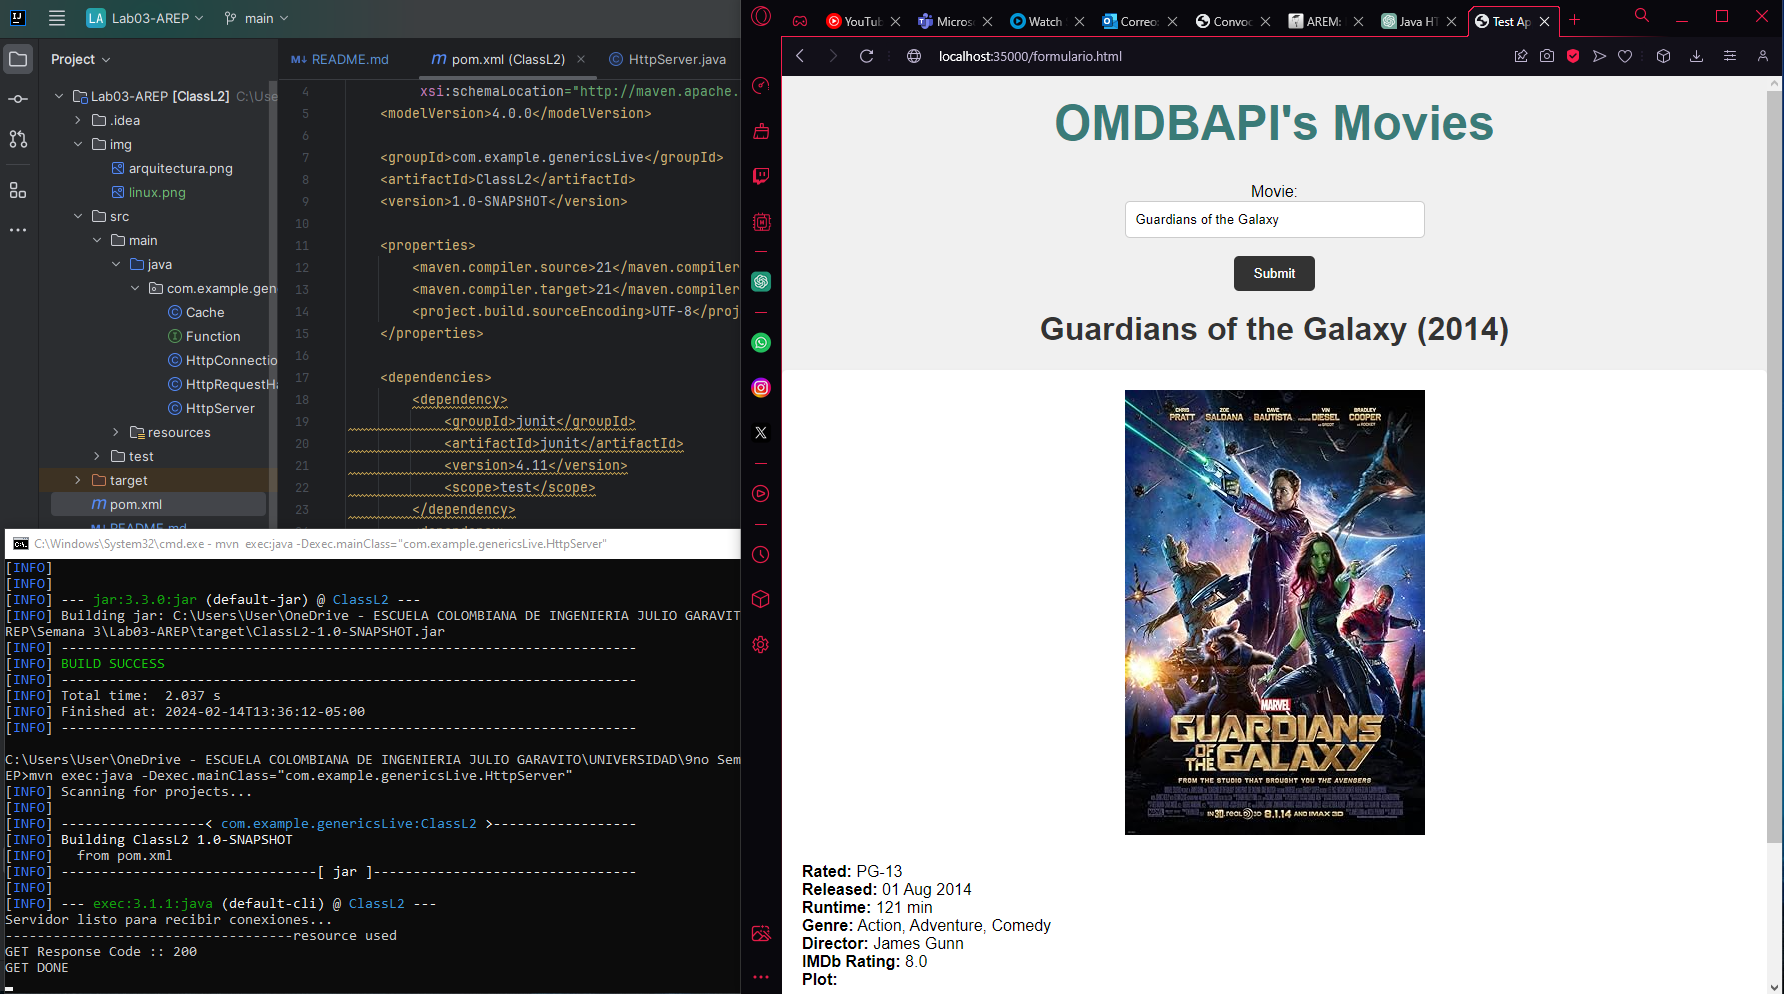 LA Lab03-AREP main
Project
Lab03-AREP [ClassL2] C:\Use
.idea
img
arquitectura.png
linux.png
src
main
java
com.example.gen
Cache
Function
HttpConnectio
HttpRequestHa
HttpServer
resources
test
target
pom.xml
README.md
README.md pom.xml (ClassL2) HttpServer.java
4 xsi:schemaLocation="http://maven.apache.
5 <modelVersion>4.0.0</modelVersion>
6
7 <groupId>com.example.genericsLive</groupId>
8 <artifactId>ClassL2</artifactId>
9 <version>1.0-SNAPSHOT</version>
10
11 <properties>
12 <maven.compiler.source>21</maven.compiler
13 <maven.compiler.target>21</maven.compiler
14 <project.build.sourceEncoding>UTF-8</proj
15 </properties>
16
17 <dependencies>
18 <dependency>
19 <groupId>junit</groupId>
20 <artifactId>junit</artifactId>
21 <version>4.11</version>
22 <scope>test</scope>
23 </dependency>
C:\Windows\System32\cmd.exe - mvn exec:java -Dexec.mainClass="com.example.genericsLive.HttpServer"
[INFO]
[INFO]
[INFO] --- jar:3.3.0:jar (default-jar) @ ClassL2 ---
[INFO] Building jar: C:\Users\User\OneDrive - ESCUELA COLOMBIANA DE INGENIERIA JULIO GARAVIT
REP\Semana 3\Lab03-AREP\target\ClassL2-1.0-SNAPSHOT.jar
[INFO] ------------------------------------------------------------------------
[INFO] BUILD SUCCESS
[INFO] ------------------------------------------------------------------------
[INFO] Total time:  2.037 s
[INFO] Finished at: 2024-02-14T13:36:12-05:00
[INFO] ------------------------------------------------------------------------
C:\Users\User\OneDrive - ESCUELA COLOMBIANA DE INGENIERIA JULIO GARAVITO\UNIVERSIDAD\9no Sem
EP>mvn exec:java -Dexec.mainClass="com.example.genericsLive.HttpServer"
[INFO] Scanning for projects...
[INFO]
[INFO] ------------------< com.example.genericsLive:ClassL2 >------------------
[INFO] Building ClassL2 1.0-SNAPSHOT
[INFO]   from pom.xml
[INFO] --------------------------------[ jar ]---------------------------------
[INFO]
[INFO] --- exec:3.1.1:java (default-cli) @ ClassL2 ---
Servidor listo para recibir conexiones...
------------------------------------resource used
GET Response Code :: 200
GET DONE
YouTub Micros Watch Correo Convoc AREM: Java HT Test Ap
localhost:35000/formulario.html
OMDBAPI's Movies
Movie:
Guardians of the Galaxy
Submit
Guardians of the Galaxy (2014)
CHRIS PRATT ZOE SALDANA DAVE BAUTISTA VIN DIESEL BRADLEY COOPER
MARVEL
GUARDIANS
OF THE GALAXY
FROM THE STUDIO THAT BROUGHT YOU THE AVENGERS
IN 3D, REAL D 3D 8.1.14 AND IMAX 3D
Rated: PG-13
Released: 01 Aug 2014
Runtime: 121 min
Genre: Action, Adventure, Comedy
Director: James Gunn
IMDb Rating: 8.0
Plot: